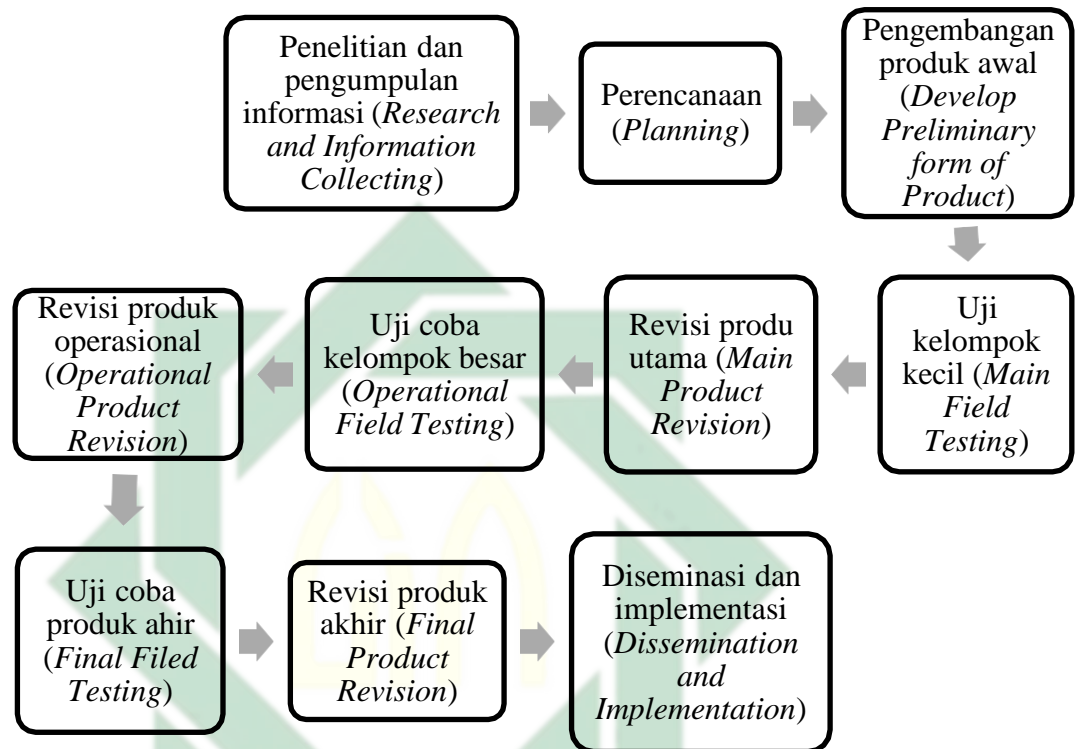 Penelitian dan
pengumpulan
informasi (Research
and Information
Collecting)
Perencanaan
(Planning)
Pengembangan
produk awal
(Develop
Preliminary
form of
Product)
Uji
kelompok
kecil (Main
Field
Testing)
Revisi produ
utama (Main
Product
Revision)
Uji coba
kelompok besar
(Operational
Field Testing)
Revisi produk
operasional
(Operational
Product
Revision)
Uji coba
produk ahir
(Final Filed
Testing)
Revisi produk
akhir (Final
Product
Revision)
Diseminasi dan
implementasi
(Dissemination
and
Implementation)